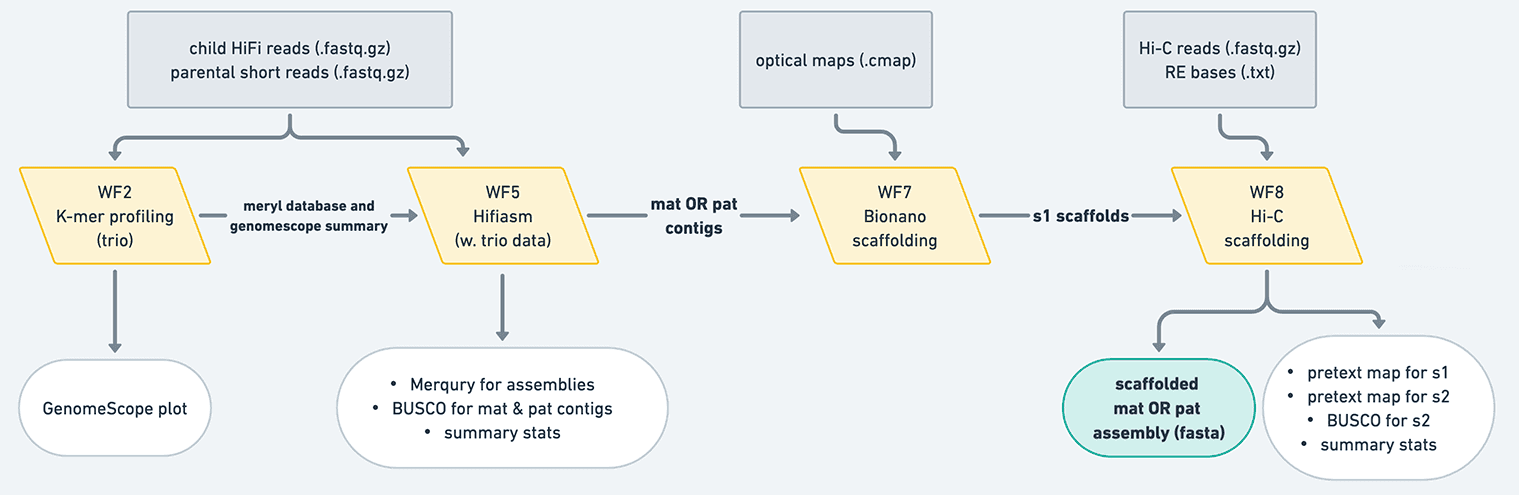 child HiFi reads (.fastq.gz)
parental short reads (.fastq.gz)
optical maps (.cmap)
Hi-C reads (.fastq.gz)
RE bases (.txt)
WF2
K-mer profiling
(trio)
meryl database and
genomescope summary
WF5
Hifiasm
(w. trio data)
mat OR pat
contigs
WF7
Bionano
scaffolding
s1 scaffolds
WF8
Hi-C
scaffolding
GenomeScope plot
• Merqury for assemblies
• BUSCO for mat & pat contigs
• summary stats
scaffolded
mat OR pat
assembly (fasta)
• pretext map for s1
• pretext map for s2
• BUSCO for s2
• summary stats